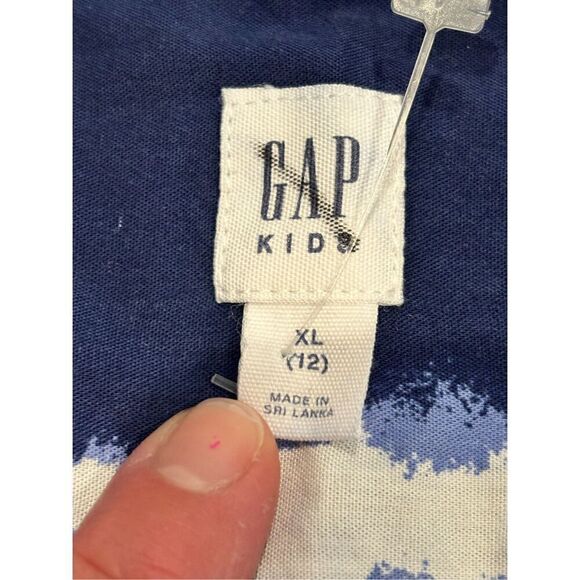 GAP
KIDS
XL
(12)
MADE IN
SRI LANKA